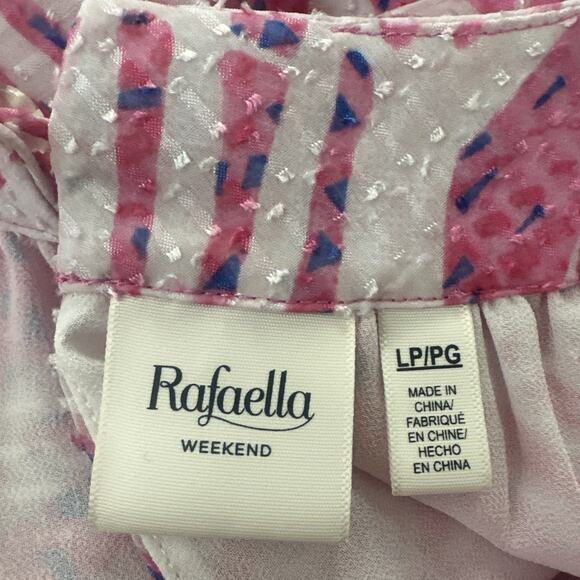 Rafaella
WEEKEND
LP/PG
MADE IN
CHINA/
FABRIQUÉ
EN CHINE/
HECHO
EN CHINA